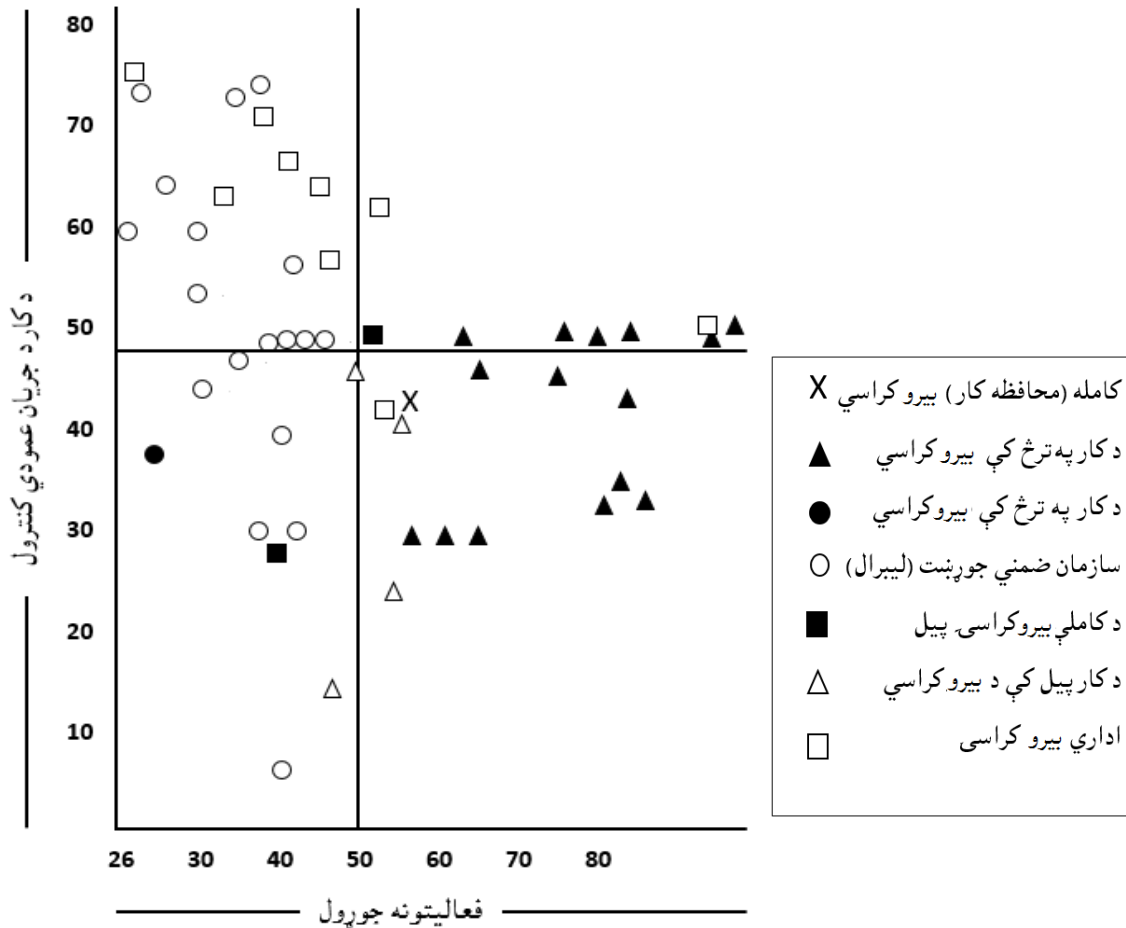 80
70
60
50
40
30
20
10
د کار د جریان عمودي کنترول
26 30 40 50 60 70 80
فعالیتونه جوړول
کامله (محافظه کار) بیرو کراسي X
د کار په ترڅ کې بیروکراسي
د کار په ترڅ کې بیروکراسي
سازمان ضمني جوړښت (لیبرال)
د کاملې بیروکراسۍ پیل
د کار پیل کې د بیرو کراسي
اداري بیرو کراسی